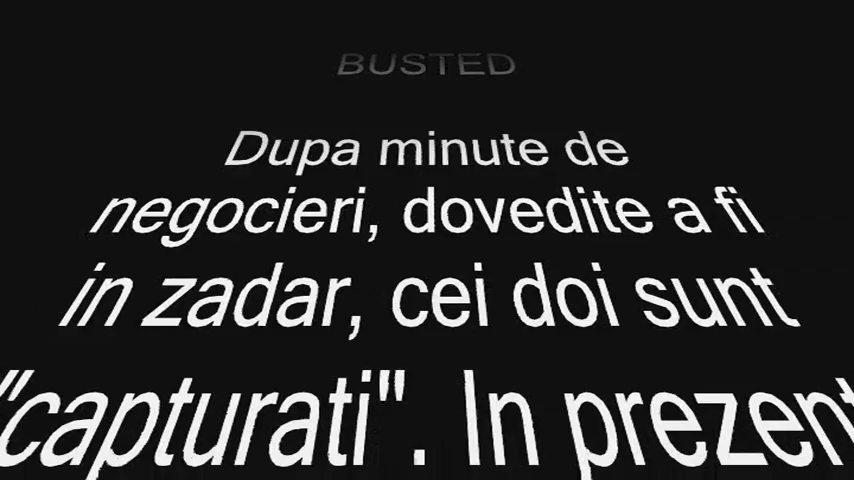 BUSTED
Dupa minute de
negocieri, dovedite a fi
in zadar, cei doi sunt
"capturati". In prezent